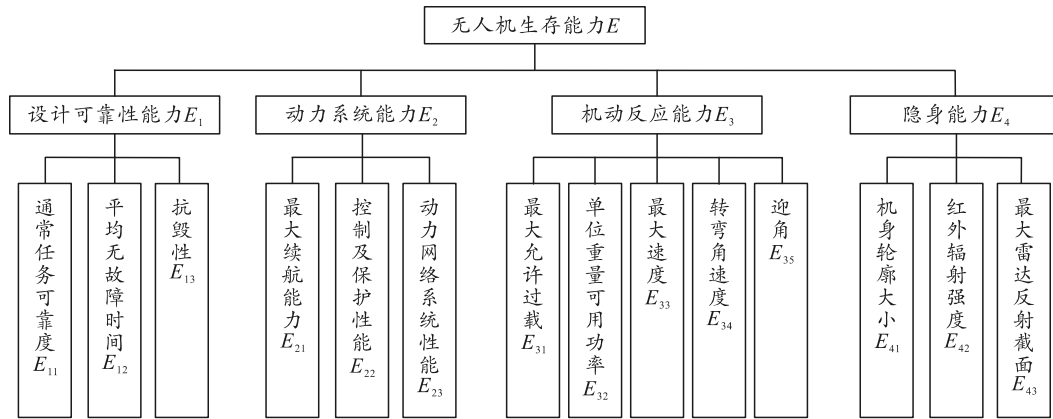 无人机生存能力E
设计可靠性能力E₁
动力系统能力E₂
机动反应能力E₃
隐身能力E₄
通常任务可靠度E₁₁
平均无故障时间E₁₂
抗毁性E₁₃
最大续航能力E₂₁
控制及保护性能E₂₂
动力网络系统性能E₂₃
最大允许过载E₃₁
单位重量可用功率E₃₂
最大速度E₃₃
转弯角速度E₃₄
迎角E₃₅
机身轮廓大小E₄₁
红外辐射强度E₄₂
最大雷达反射截面E₄₃